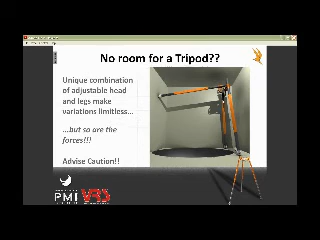 No room for a Tripod??
Unique combination
of adjustable head
and legs make
variations limitless...
...but so are the
forces!!!
Advise Caution!!
PMI VRS